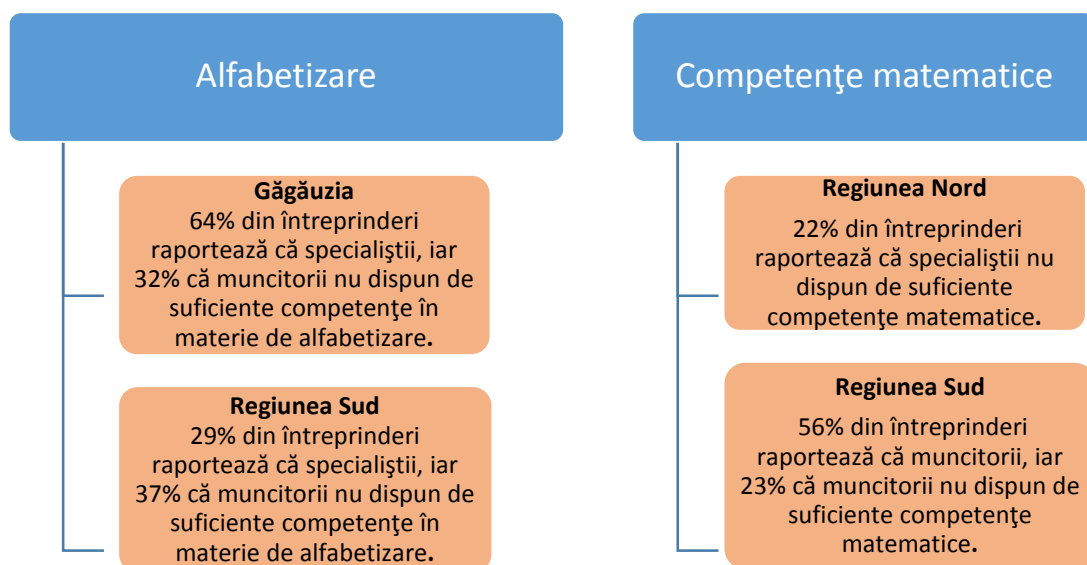 Alfabetizare
Găgăuzia
64% din întreprinderi
raportează că specialiştii, iar
32% că muncitorii nu dispun de
suficiente competenţe în
materie de alfabetizare.
Regiunea Sud
29% din întreprinderi
raportează că specialiştii, iar
37% că muncitorii nu dispun de
suficiente competenţe în
materie de alfabetizare.
Competenţe matematice
Regiunea Nord
22% din întreprinderi
raportează că specialiştii nu
dispun de suficiente
competenţe matematice.
Regiunea Sud
56% din întreprinderi
raportează că muncitorii, iar
23% că muncitorii nu dispun de
suficiente competenţe
matematice.